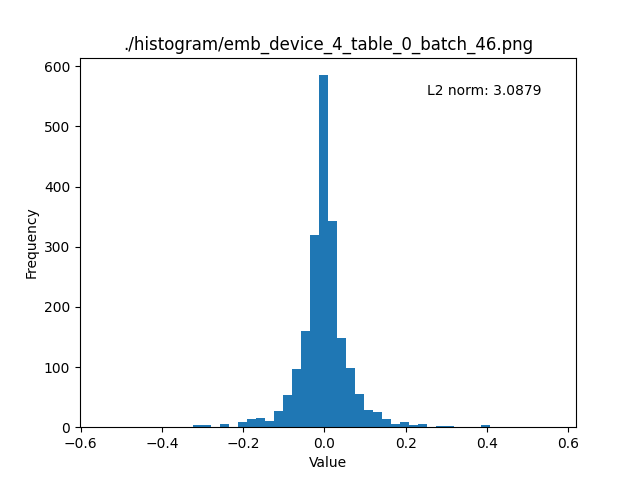 ./histogram/emb_device_4_table_0_batch_46.png
L2 norm: 3.0879
600
500
400
300
200
100
0
Frequency
−0.6 −0.4 −0.2 0.0 0.2 0.4 0.6
Value